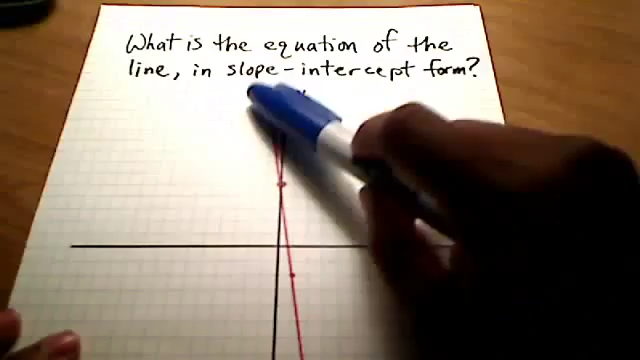 What is the equation of the
line, in slope-intercept form?